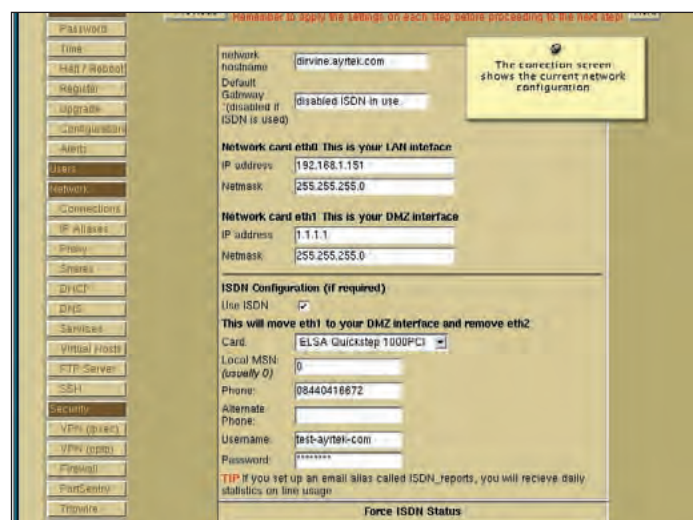 Remember to apply the settings on each step before proceeding to the next step!
Password
Time
Halt / Reboot
Register
Upgrade
Configuration
Alerts
Users
Network
Connections
IP Aliases
Proxy
Shares
DHCP
DNS
Services
Virtual Hosts
FTP Server
SSH
Security
VPN (ipsec)
VPN (pptp)
Firewall
PortSentry
Tripwire
The conection screen
shows the current network
configuration
network
hostname
dirvine.ayrtek.com
Default
Gateway
*(disabled if
ISDN is used)
disabled ISDN in use.
Network card eth0 This is your LAN inteface
IP address
192.168.1.151
Netmask
255.255.255.0
Network card eth1 This is your DMZ interface
IP address
1.1.1.1
Netmask
255.255.255.0
ISDN Configuration (if required)
Use ISDN
This will move eth1 to your DMZ interface and remove eth2
Card:
ELSA Quickstep 1000PCI
Local MSN:
(usually 0)
0
Phone:
08440416672
Alternate
Phone:
Username:
test-ayrtek-com
Password:
********
TIP If you set up an email alias called ISDN_reports, you will recieve daily
statistics on line usage
Force ISDN Status